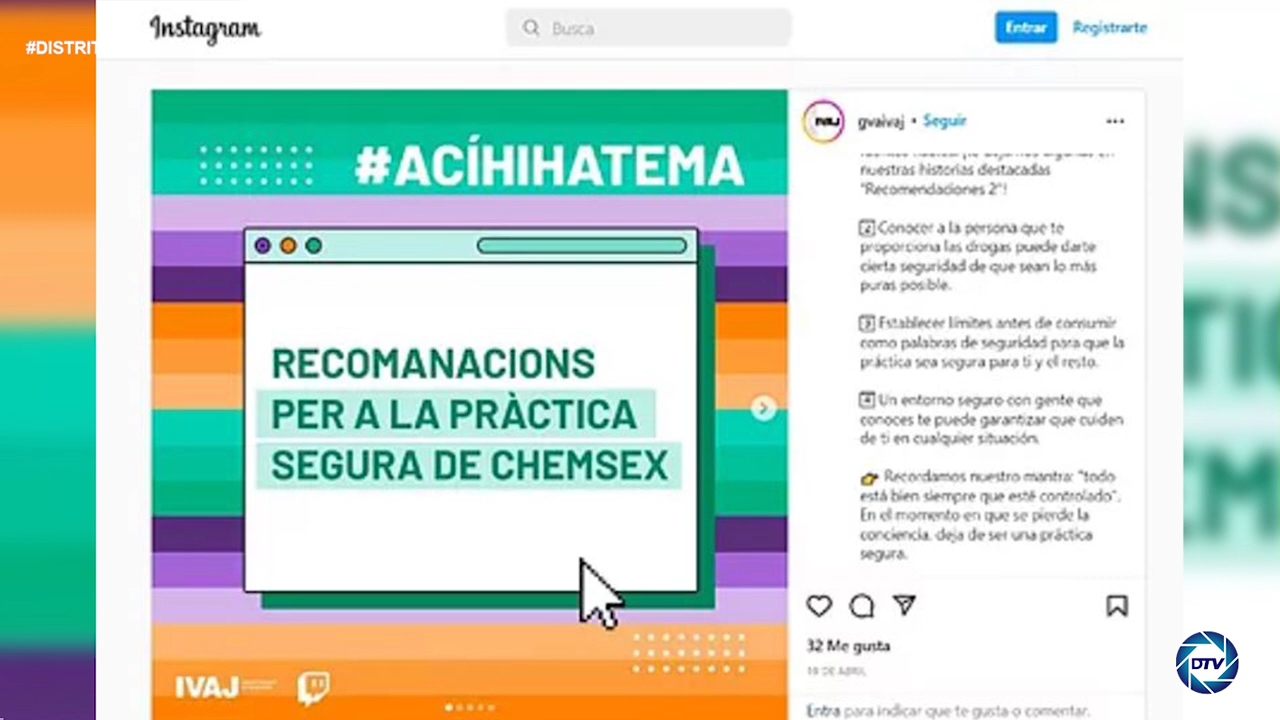 #DISTRIT
Instagram
Busca
Entrar
Registrarte
#ACÍHIHATEMA
RECOMANACIONS
PER A LA PRÀCTICA
SEGURA DE CHEMSEX
IVAJ
IVAJ
gvaivaj • Seguir
nuestras historias destacadas
"Recomendaciones 2"!
2 Conocer a la persona que te
proporciona las drogas puede darte
cierta seguridad de que sean lo más
puras posible.
3 Establecer límites antes de consumir
como palabras de seguridad para que la
práctica sea segura para ti y el resto.
4 Un entorno seguro con gente que
conoces te puede garantizar que cuiden
de ti en cualquier situación.
Recordamos nuestro mantra: "todo
está bien siempre que esté controlado".
En el momento en que se pierde la
conciencia, deja de ser una práctica
segura.
32 Me gusta
19 DE ABRIL
Entra para indicar que te gusta o comentar.
DTV